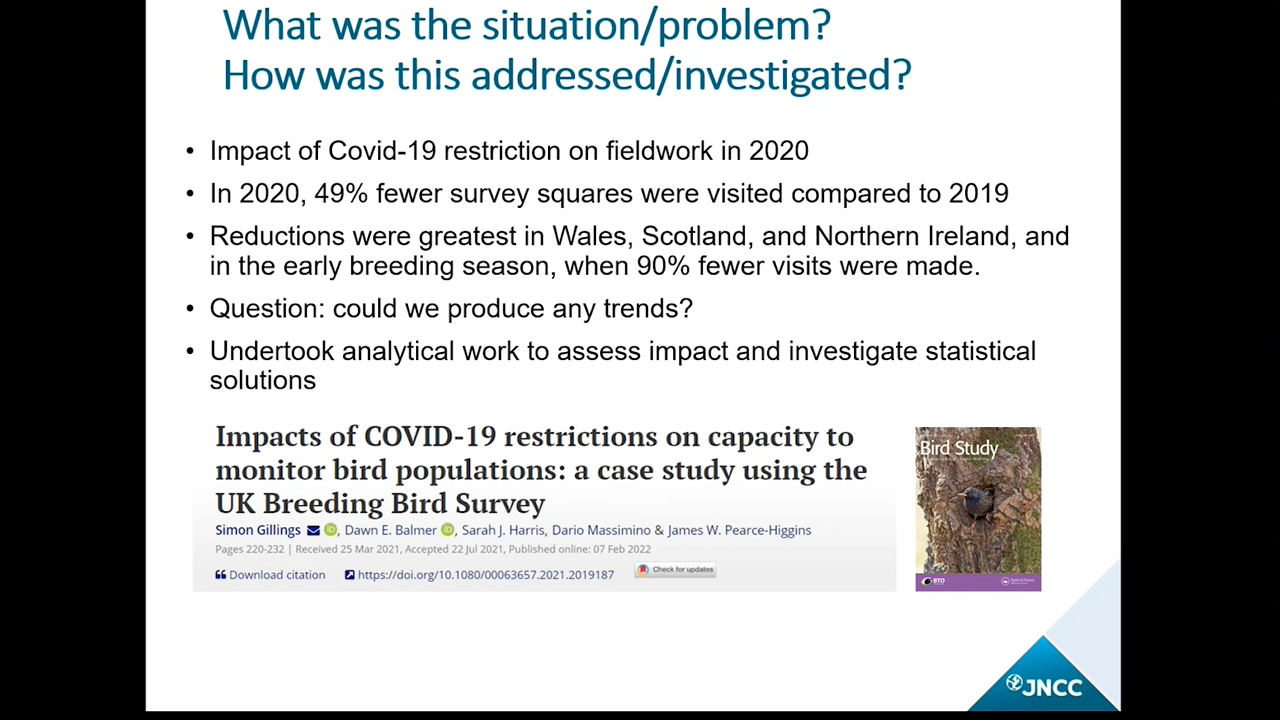 What was the situation/problem?
How was this addressed/investigated?
• Impact of Covid-19 restriction on fieldwork in 2020
• In 2020, 49% fewer survey squares were visited compared to 2019
• Reductions were greatest in Wales, Scotland, and Northern Ireland, and
in the early breeding season, when 90% fewer visits were made.
• Question: could we produce any trends?
• Undertook analytical work to assess impact and investigate statistical
solutions
Impacts of COVID-19 restrictions on capacity to
monitor bird populations: a case study using the
UK Breeding Bird Survey
Simon Gillings, Dawn E. Balmer, Sarah J. Harris, Dario Massimino & James W. Pearce-Higgins
Pages 220-232 | Received 25 Mar 2021, Accepted 22 Jul 2021, Published online: 07 Feb 2022
Download citation https://doi.org/10.1080/00063657.2021.2019187 Check for updates
Bird Study
BTO
JNCC